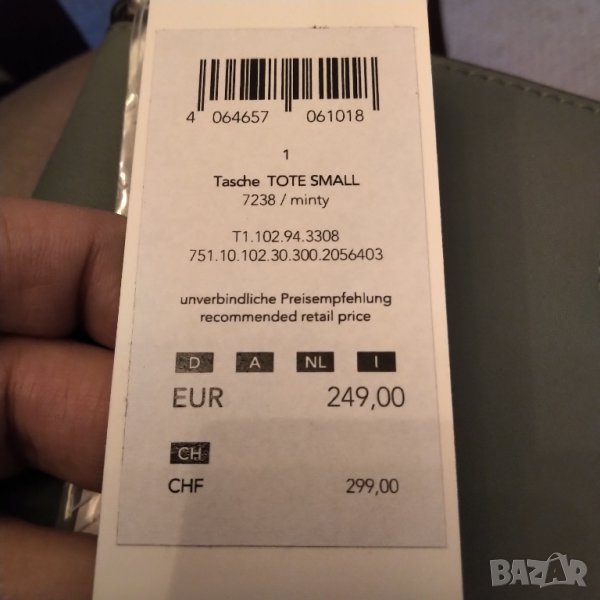 4 064657 061018
1
Tasche TOTE SMALL
7238 / minty
T1.102.94.3308
751.10.102.30.300.2056403
unverbindliche Preisempfehlung
recommended retail price
D A NL I
EUR 249,00
CH
CHF 299,00
BAZAR